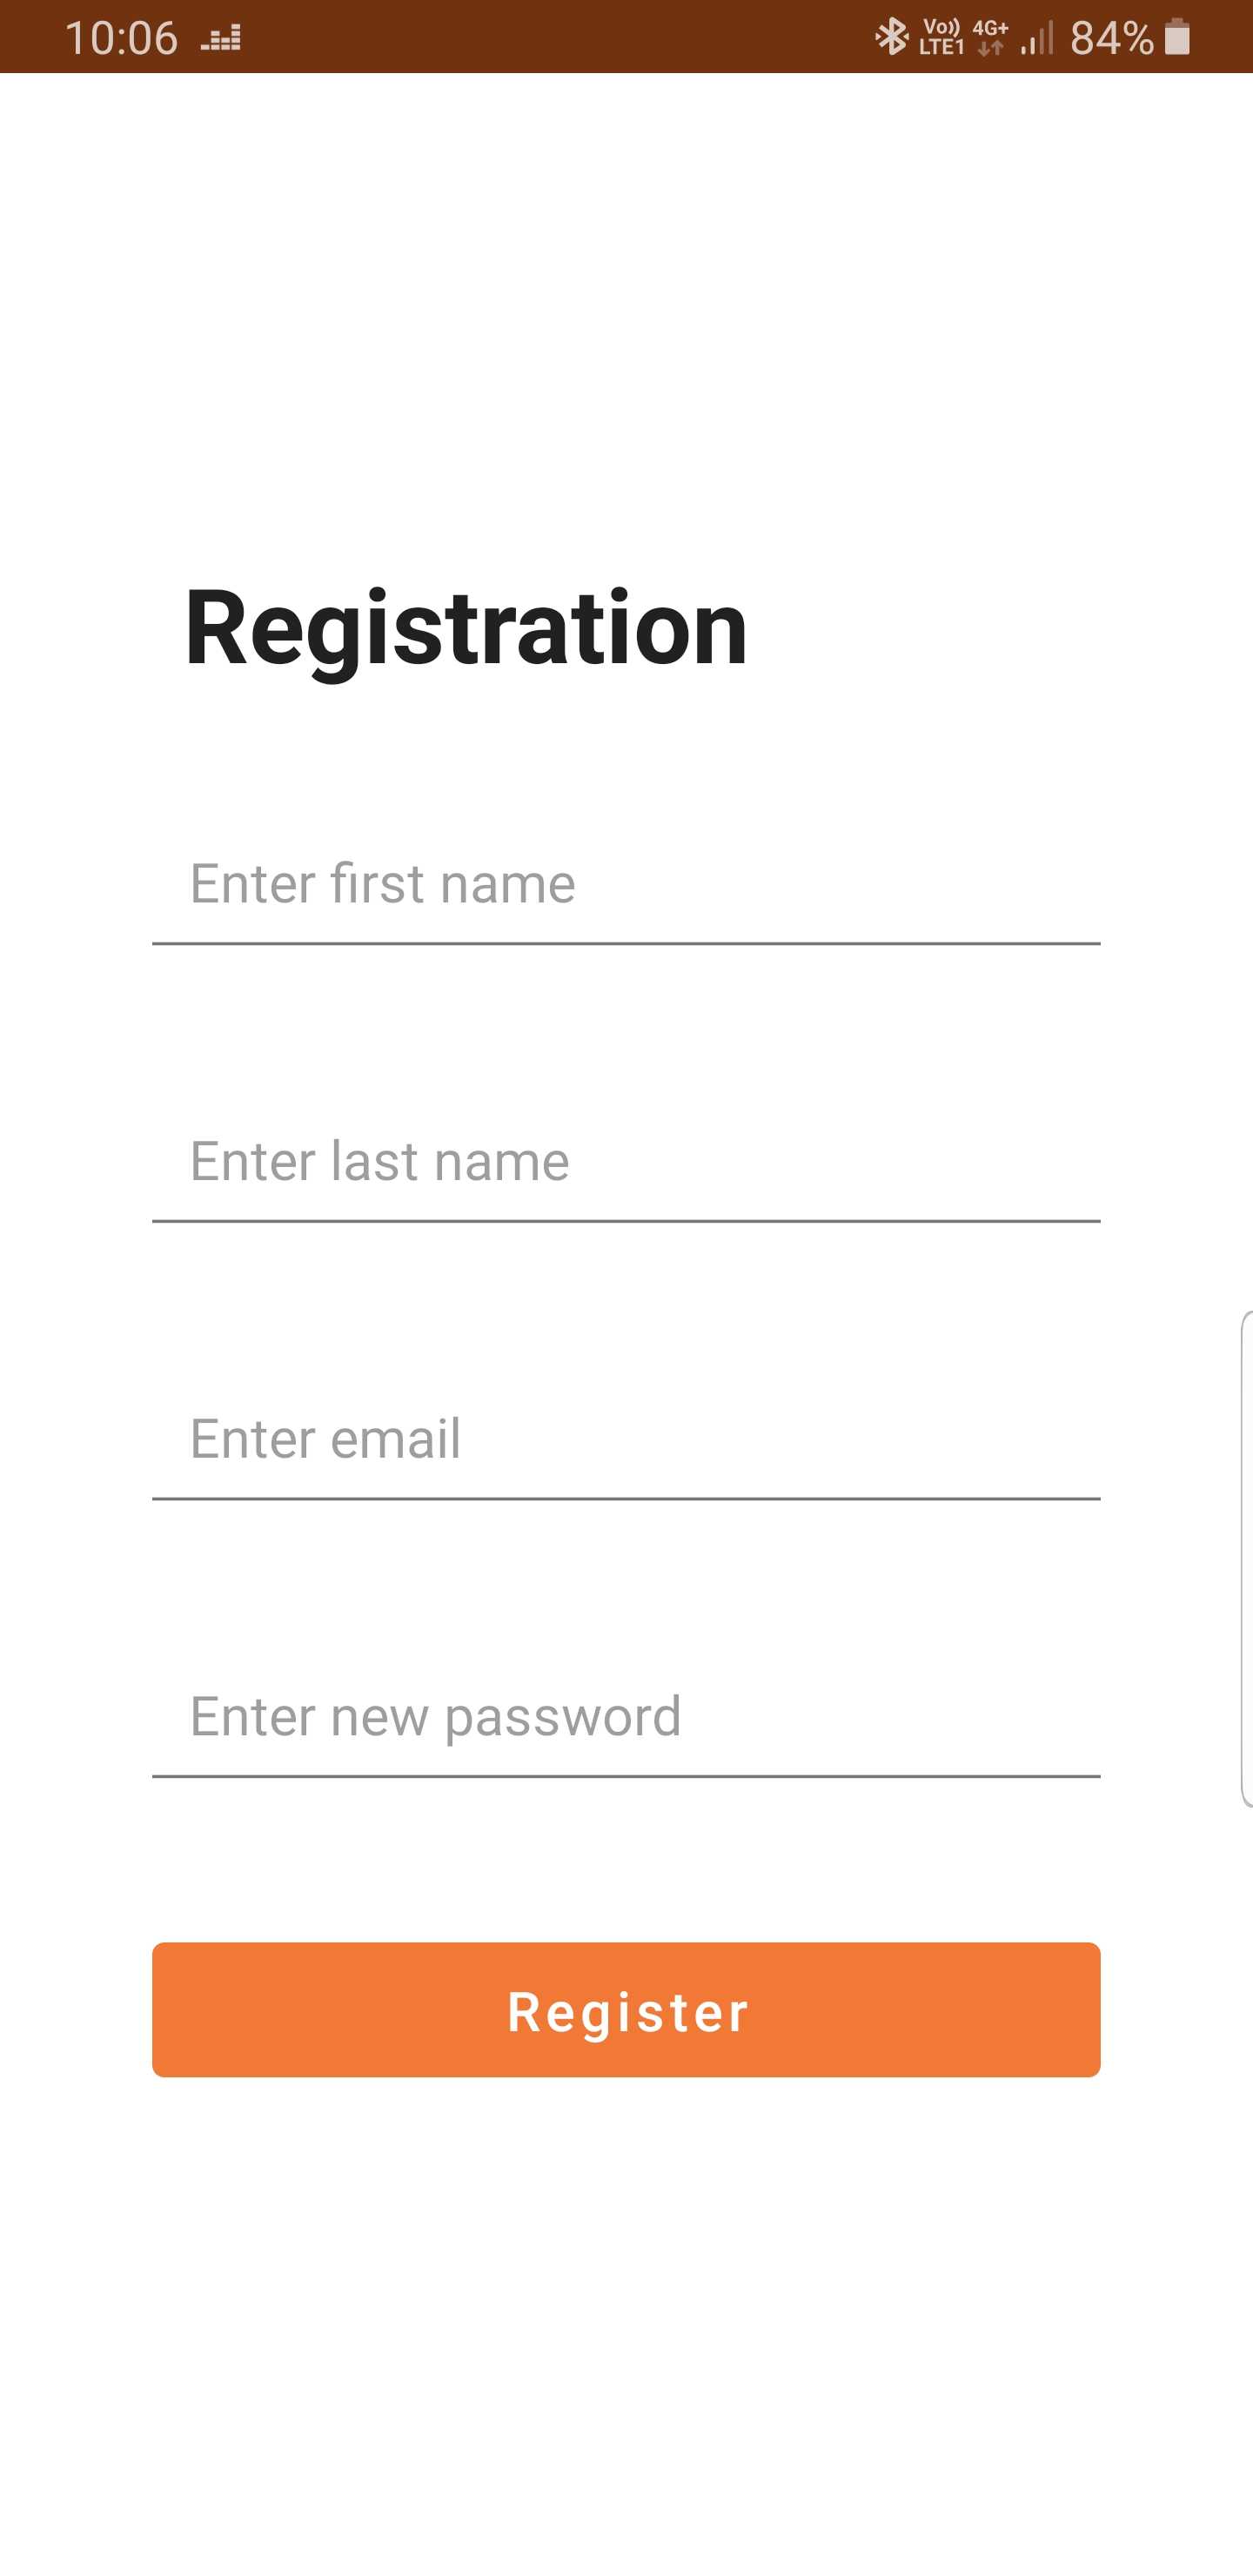 10:06
Vo)) 4G+ 84%
LTE1
Registration
Enter first name
Enter last name
Enter email
Enter new password
Register